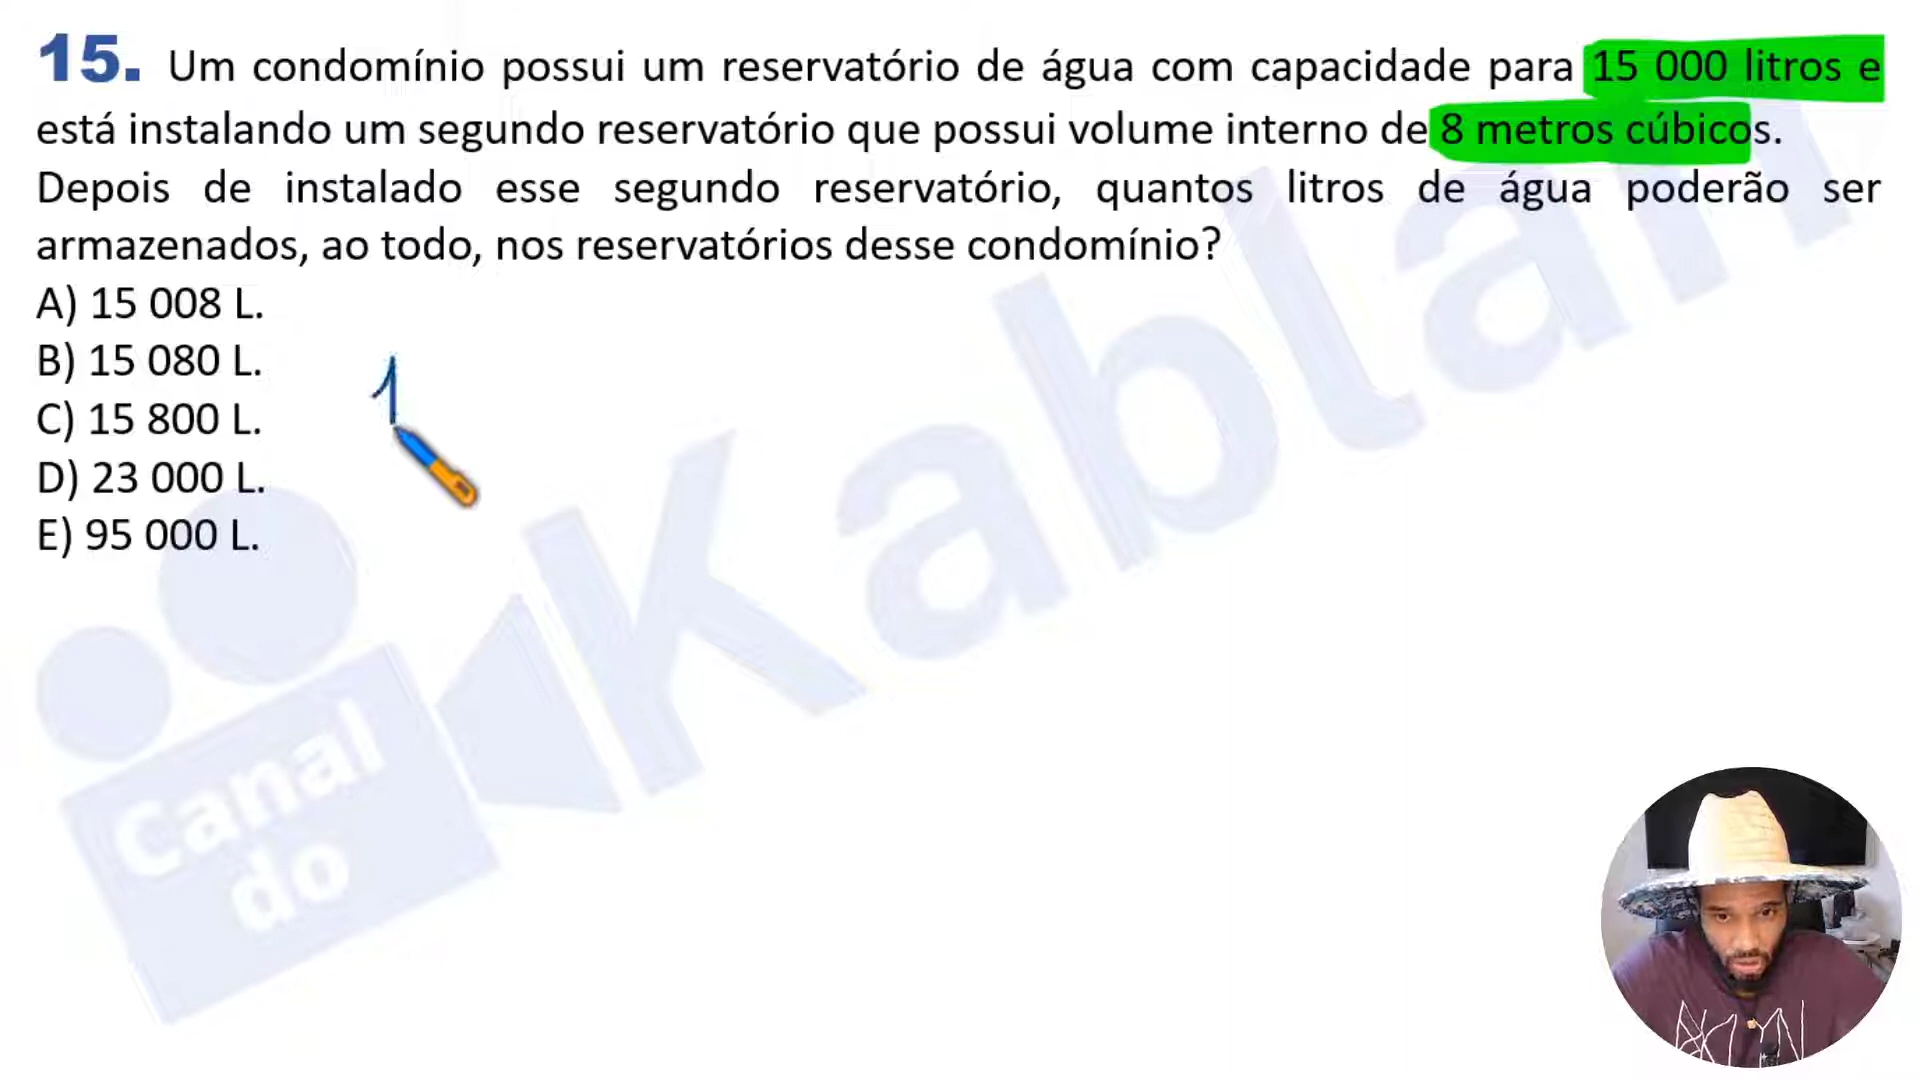 15. Um condomínio possui um reservatório de água com capacidade para 15 000 litros e
está instalando um segundo reservatório que possui volume interno de 8 metros cúbicos.
Depois de instalado esse segundo reservatório, quantos litros de água poderão ser
armazenados, ao todo, nos reservatórios desse condomínio?
A) 15 008 L.
B) 15 080 L.
C) 15 800 L.
D) 23 000 L.
E) 95 000 L.
1
Kablan
Canal
do